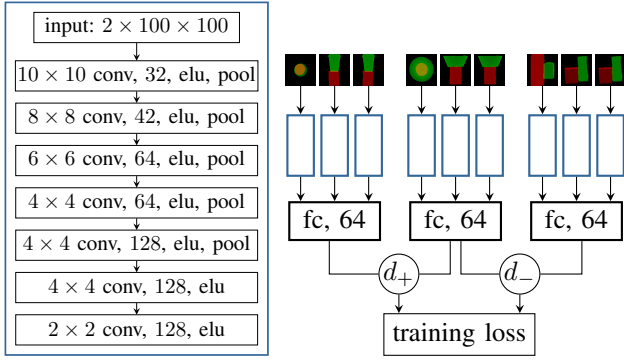 input: 2 × 100 × 100
10 × 10 conv, 32, elu, pool
8 × 8 conv, 42, elu, pool
6 × 6 conv, 64, elu, pool
4 × 4 conv, 64, elu, pool
4 × 4 conv, 128, elu, pool
4 × 4 conv, 128, elu
2 × 2 conv, 128, elu
fc, 64
fc, 64
fc, 64
d₊
d₋
training loss